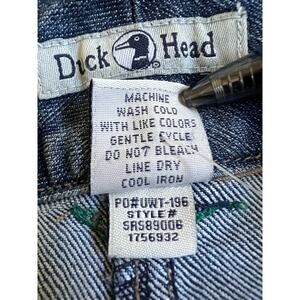 Duck Head
MACHINE
WASH COLD
WITH LIKE COLORS
GENTLE CYCLE
DO NOT BLEACH
LINE DRY
COOL IRON
PO#UWT-196
STYLE#
SRS89006
1756932